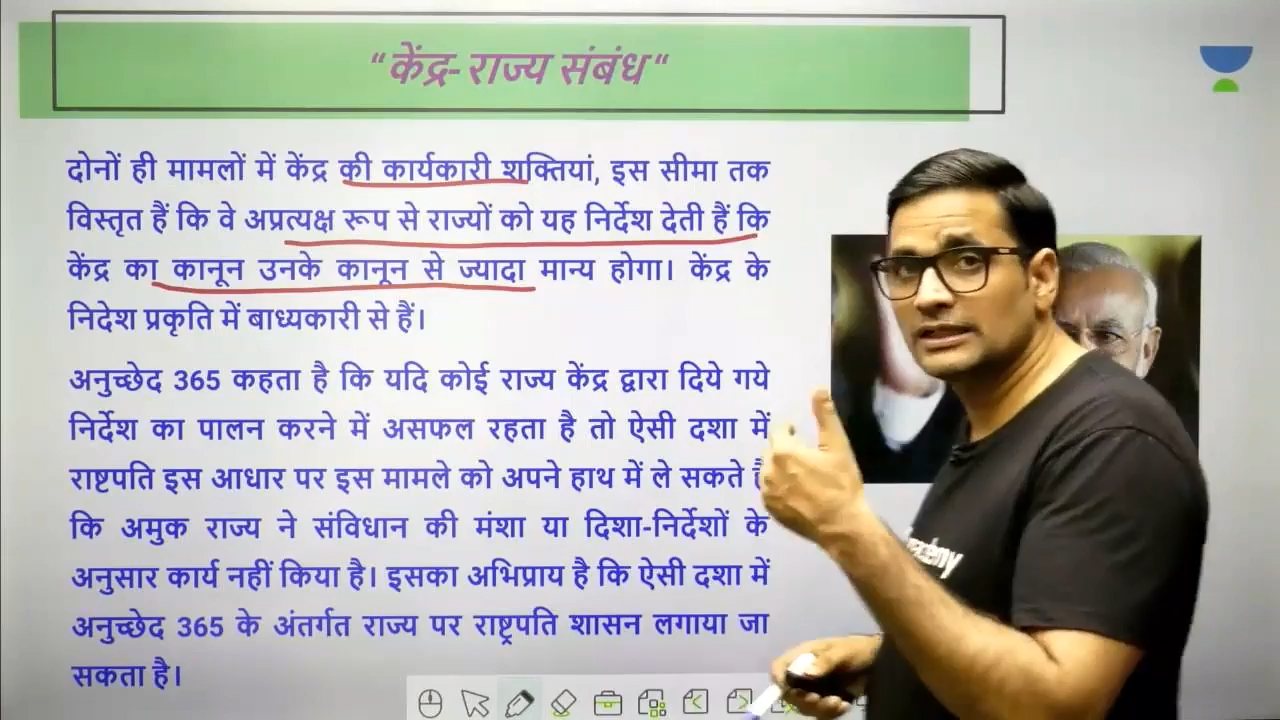 “केंद्र- राज्य संबंध“
दोनों ही मामलों में केंद्र की कार्यकारी शक्तियां, इस सीमा तक
विस्तृत हैं कि वे अप्रत्यक्ष रूप से राज्यों को यह निर्देश देती हैं कि
केंद्र का कानून उनके कानून से ज्यादा मान्य होगा। केंद्र के
निदेश प्रकृति में बाध्यकारी से हैं।
अनुच्छेद 365 कहता है कि यदि कोई राज्य केंद्र द्वारा दिये गये
निर्देश का पालन करने में असफल रहता है तो ऐसी दशा में
राष्टपति इस आधार पर इस मामले को अपने हाथ में ले सकते
कि अमुक राज्य ने संविधान की मंशा या दिशा-निर्देशों के
अनुसार कार्य नहीं किया है। इसका अभिप्राय है कि ऐसी दशा में
अनुच्छेद 365 के अंतर्गत राज्य पर राष्ट्रपति शासन लगाया जा
सकता है।